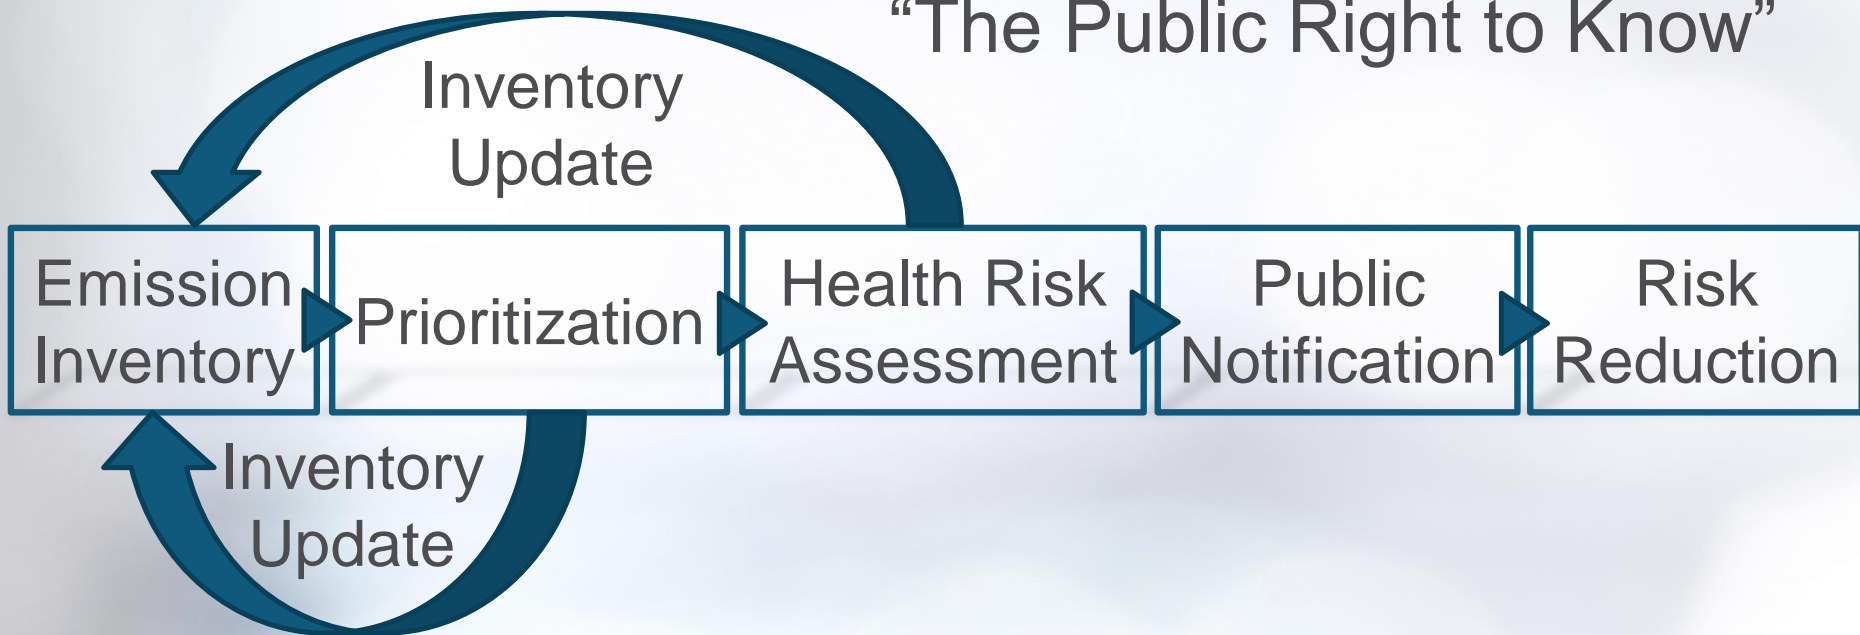 “The Public Right to Know”
Inventory
Update
Emission
Inventory
Prioritization
Health Risk
Assessment
Public
Notification
Risk
Reduction
Inventory
Update